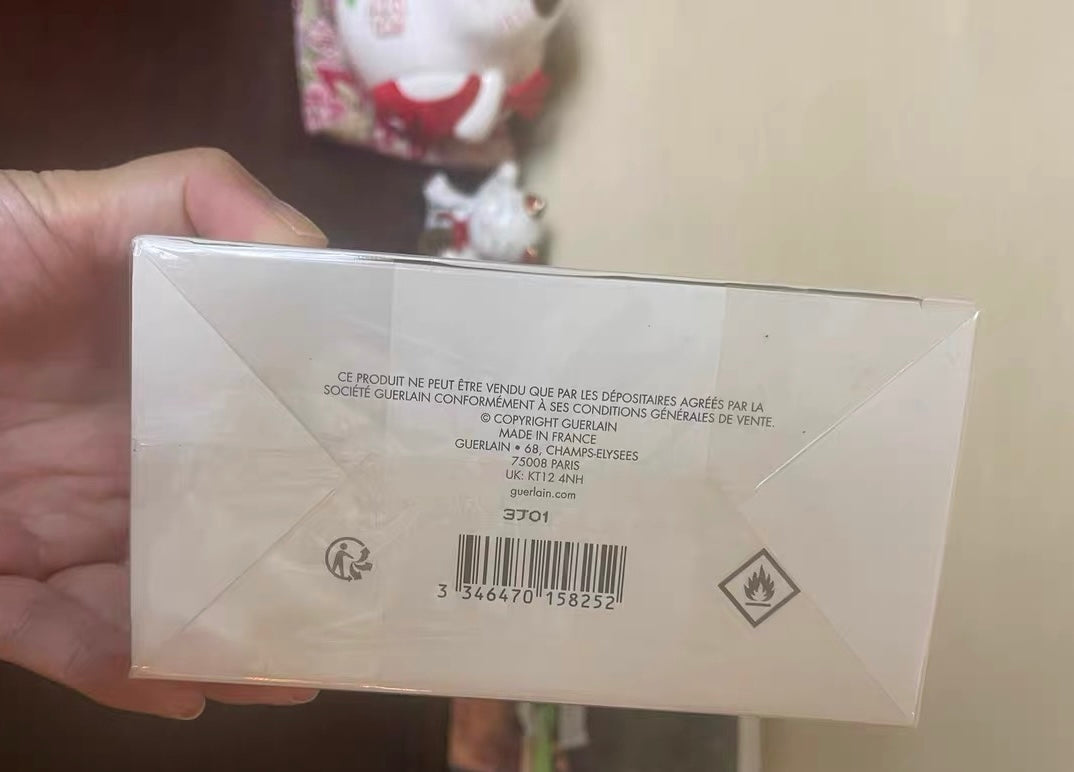 CE PRODUIT NE PEUT ÊTRE VENDU QUE PAR LES DÉPOSITAIRES AGRÉÉS PAR LA
SOCIÉTÉ GUERLAIN CONFORMÉMENT À SES CONDITIONS GÉNÉRALES DE VENTE.
© COPYRIGHT GUERLAIN
MADE IN FRANCE
GUERLAIN • 68, CHAMPS-ELYSEES
75008 PARIS
UK: KT12 4NH
guerlain.com
3J01
3 346470 158252